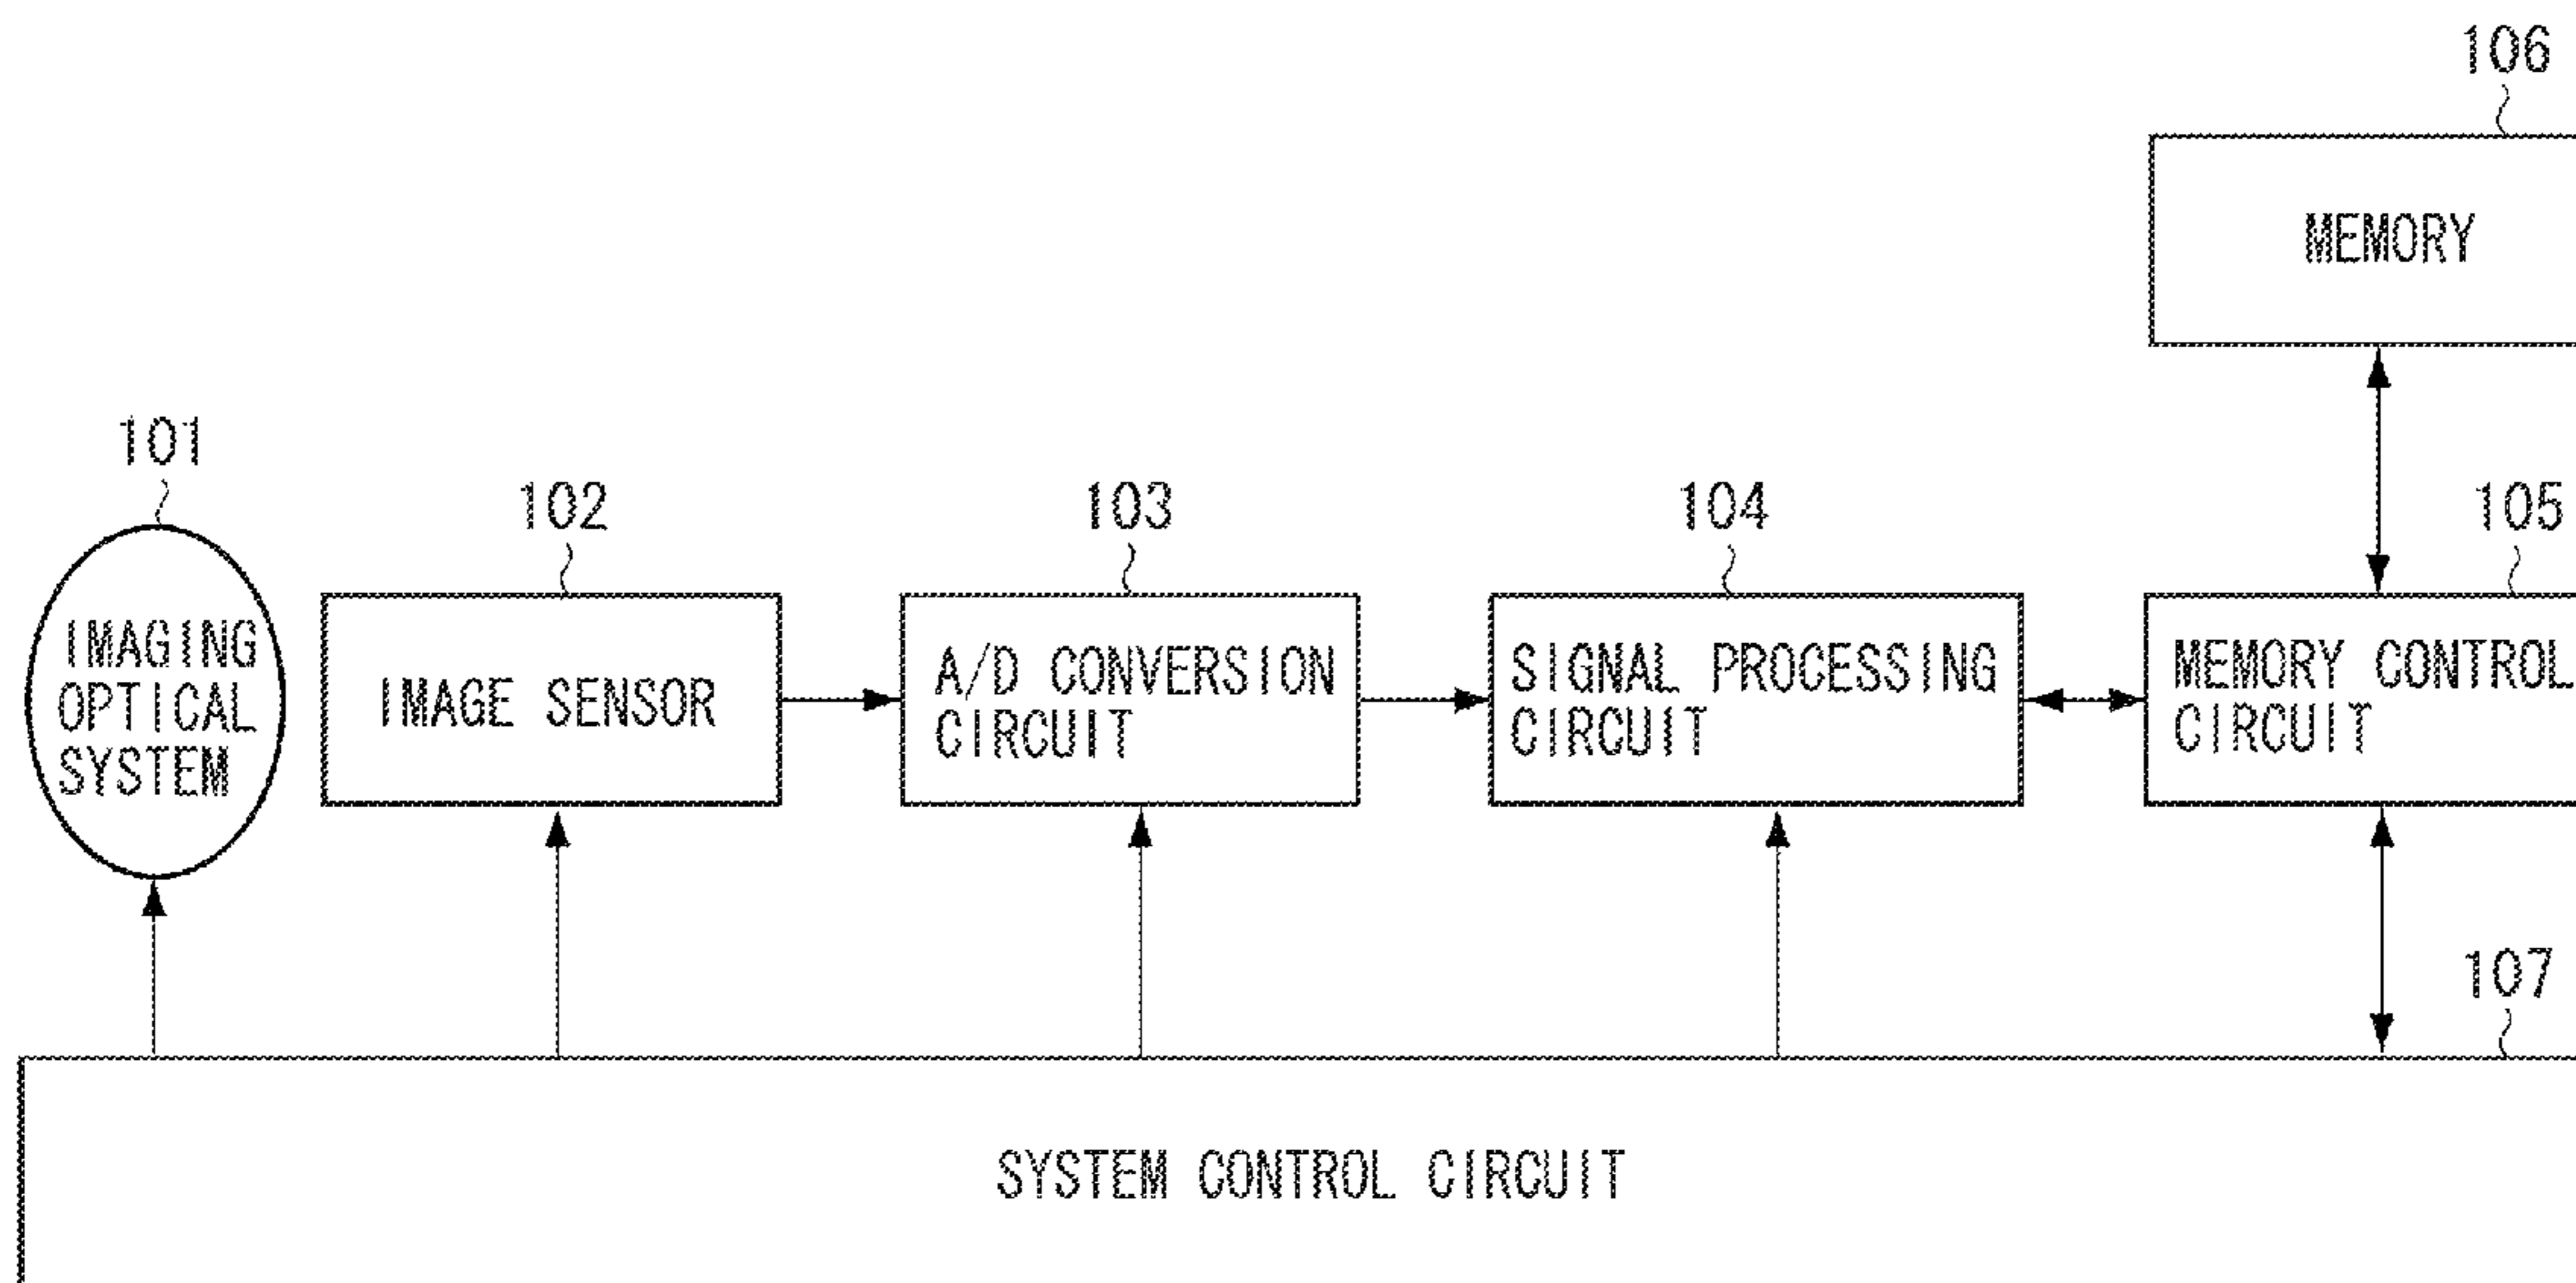 106
MEMORY
101
102
103
104
105
IMAGING
OPTICAL
SYSTEM
IMAGE SENSOR
A/D CONVERSION
CIRCUIT
SIGNAL PROCESSING
CIRCUIT
MEMORY CONTROL
CIRCUIT
107
SYSTEM CONTROL CIRCUIT